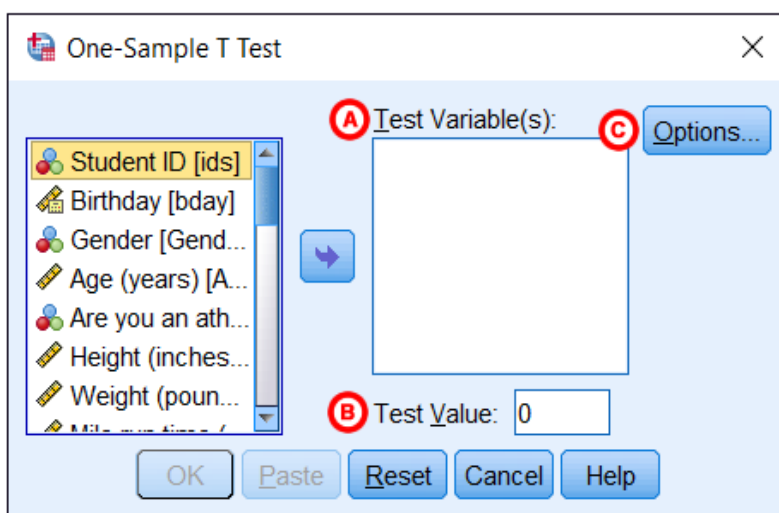 One-Sample T Test
A Test Variable(s):
C Options...
Student ID [ids]
Birthday [bday]
Gender [Gend...
Age (years) [A...
Are you an ath...
Height (inches...
Weight (poun...
B Test Value: 0
OK Paste Reset Cancel Help